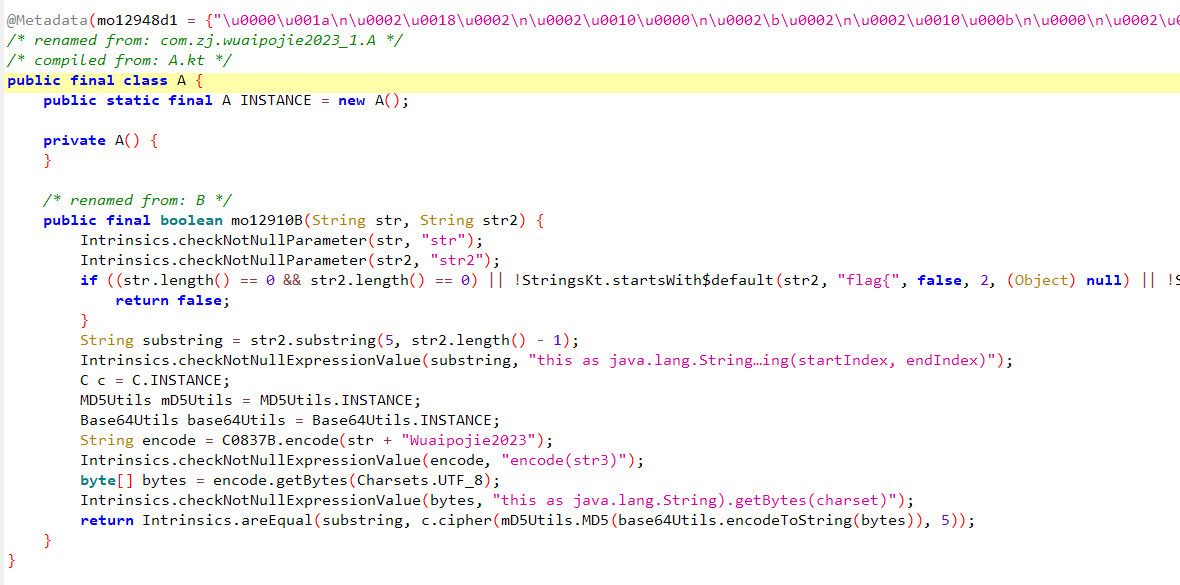 @Metadata(mo12948d1 = {"\u0000\u001a\n\u0002\u0018\u0002\n\u0002\u0010\u0000\n\u0002\b\u0002\n\u0002\u0010\u000b\n\u0000\n\u0002\u0
/* renamed from: com.zj.wuaipojie2023_1.A */
/* compiled from: A.kt */
public final class A {
    public static final A INSTANCE = new A();
    private A() {
    }
    /* renamed from: B */
    public final boolean mo12910B(String str, String str2) {
        Intrinsics.checkNotNullParameter(str, "str");
        Intrinsics.checkNotNullParameter(str2, "str2");
        if ((str.length() == 0 && str2.length() == 0) || !StringsKt.startsWith$default(str2, "flag{", false, 2, (Object) null) || !S
            return false;
        }
        String substring = str2.substring(5, str2.length() - 1);
        Intrinsics.checkNotNullExpressionValue(substring, "this as java.lang.String…ing(startIndex, endIndex)");
        C c = C.INSTANCE;
        MD5Utils mD5Utils = MD5Utils.INSTANCE;
        Base64Utils base64Utils = Base64Utils.INSTANCE;
        String encode = C0837B.encode(str + "Wuaipojie2023");
        Intrinsics.checkNotNullExpressionValue(encode, "encode(str3)");
        byte[] bytes = encode.getBytes(Charsets.UTF_8);
        Intrinsics.checkNotNullExpressionValue(bytes, "this as java.lang.String).getBytes(charset)");
        return Intrinsics.areEqual(substring, c.cipher(mD5Utils.MD5(base64Utils.encodeToString(bytes)), 5));
    }
}